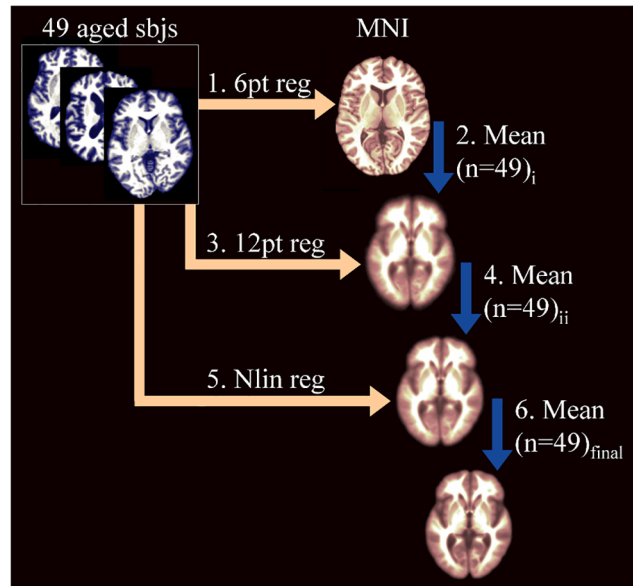 49 aged sbjs
MNI
1. 6pt reg
2. Mean
(n=49)i
3. 12pt reg
4. Mean
(n=49)ii
5. Nlin reg
6. Mean
(n=49)final